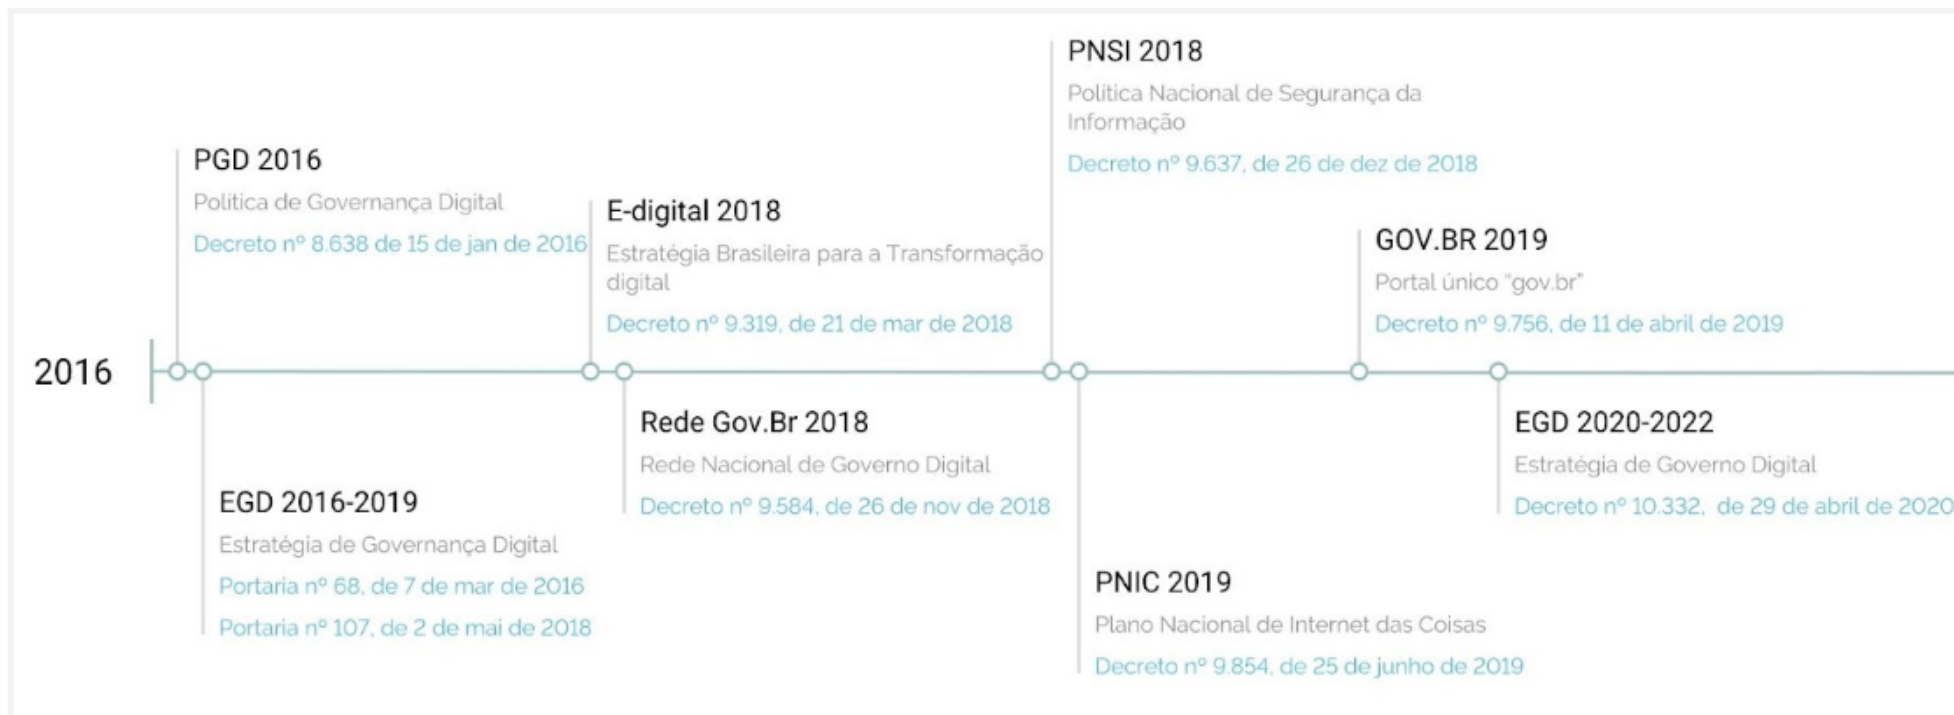 2016
PGD 2016
Política de Governança Digital
Decreto nº 8.638 de 15 de jan de 2016
EGD 2016-2019
Estratégia de Governança Digital
Portaria nº 68, de 7 de mar de 2016
Portaria nº 107, de 2 de mai de 2018
E-digital 2018
Estratégia Brasileira para a Transformação
digital
Decreto nº 9.319, de 21 de mar de 2018
Rede Gov.Br 2018
Rede Nacional de Governo Digital
Decreto nº 9.584, de 26 de nov de 2018
PNSI 2018
Política Nacional de Segurança da
Informação
Decreto nº 9.637, de 26 de dez de 2018
PNIC 2019
Plano Nacional de Internet das Coisas
Decreto nº 9.854, de 25 de junho de 2019
GOV.BR 2019
Portal único “gov.br”
Decreto nº 9.756, de 11 de abril de 2019
EGD 2020-2022
Estratégia de Governo Digital
Decreto nº 10.332, de 29 de abril de 2020